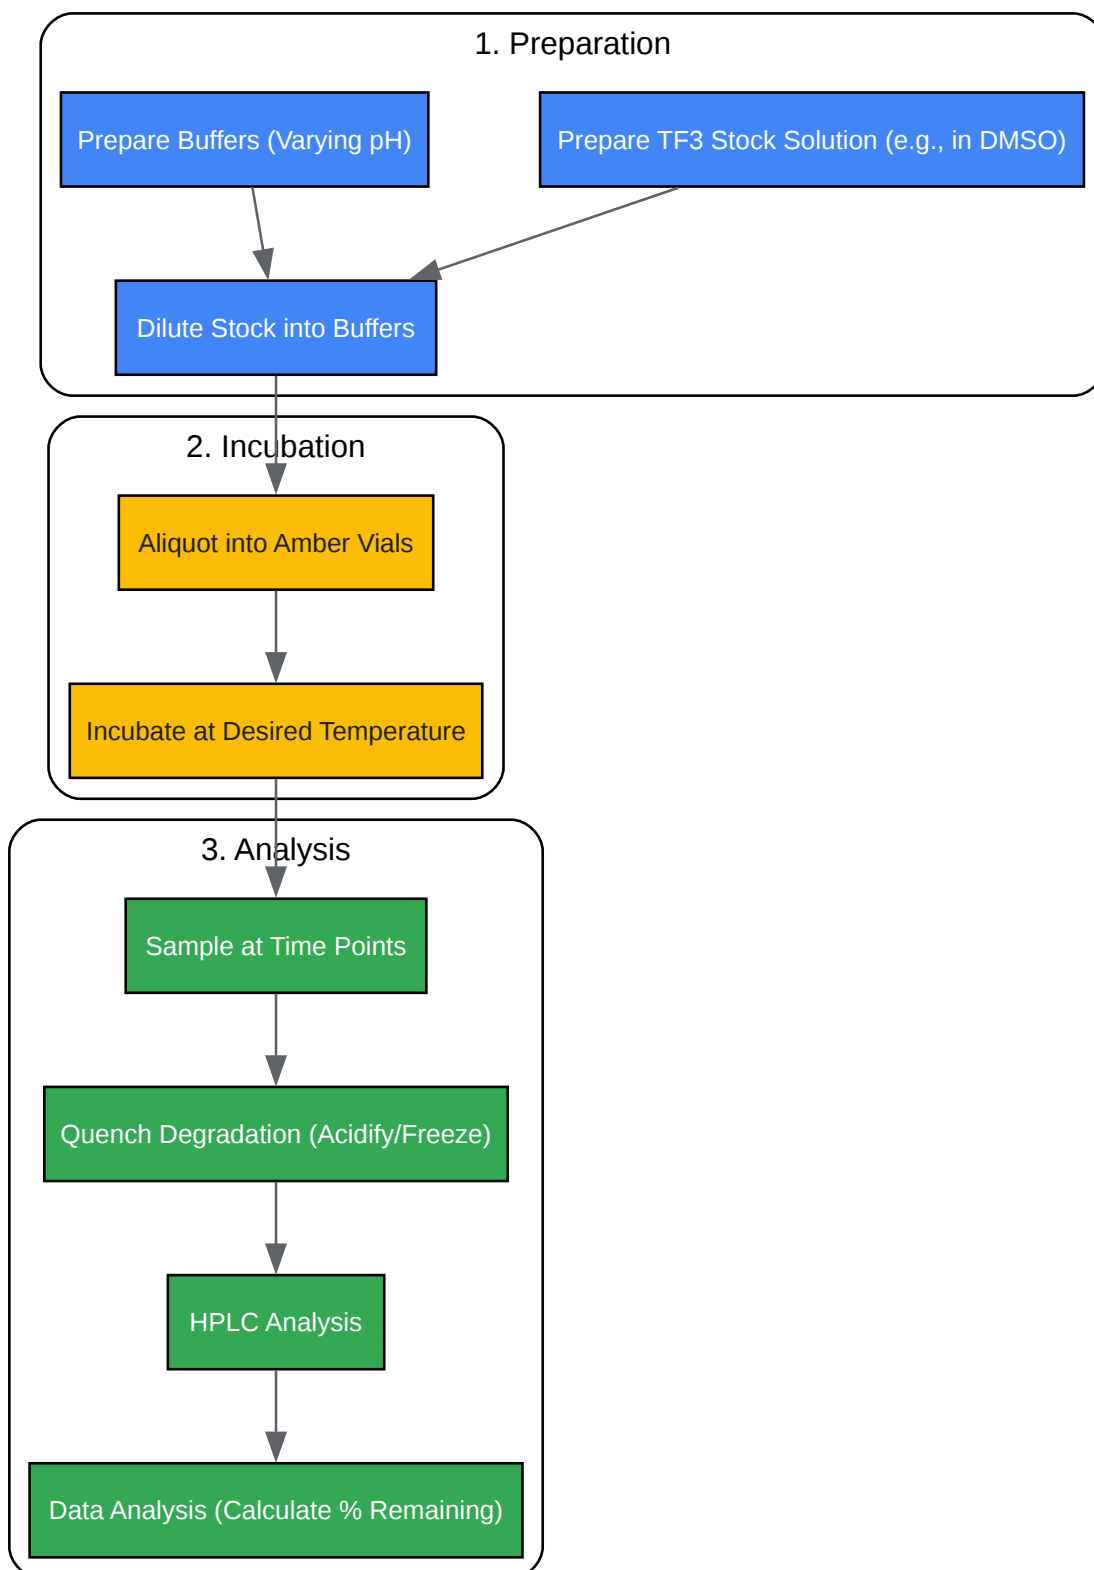 1. Preparation
Prepare Buffers (Varying pH)
Prepare TF3 Stock Solution (e.g., in DMSO)
Dilute Stock into Buffers
2. Incubation
Aliquot into Amber Vials
Incubate at Desired Temperature
3. Analysis
Sample at Time Points
Quench Degradation (Acidify/Freeze)
HPLC Analysis
Data Analysis (Calculate % Remaining)